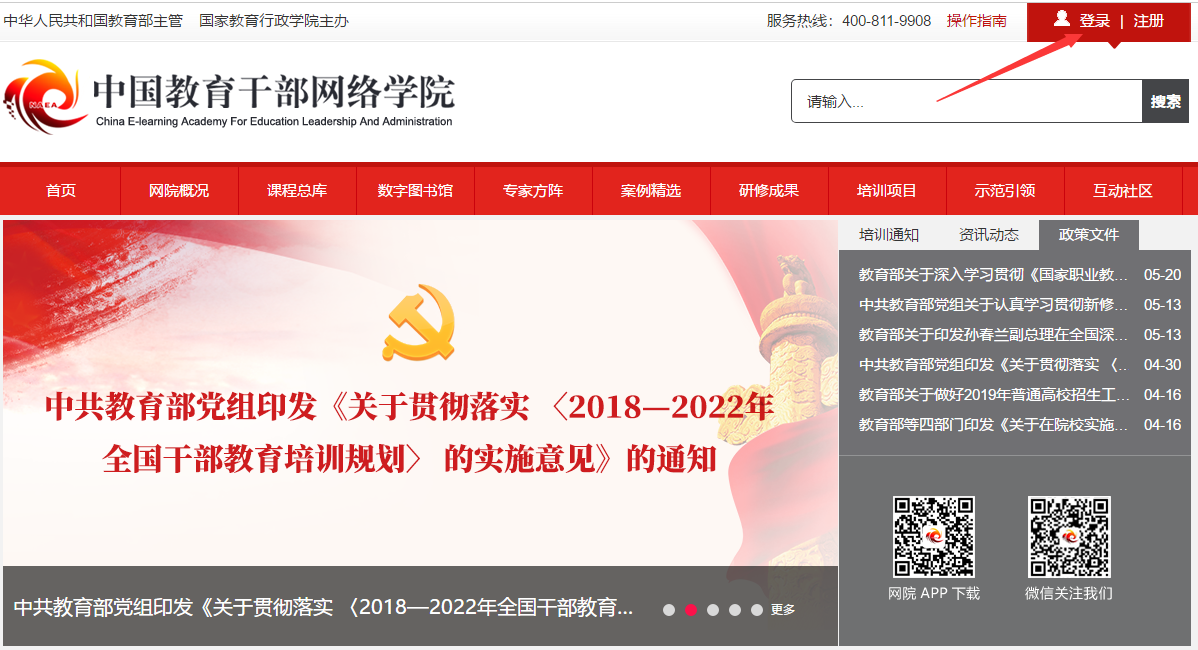 中华人民共和国教育部主管 国家教育行政学院主办
服务热线：400-811-9908 操作指南 登录 | 注册
NAEA
中国教育干部网络学院
China E-learning Academy For Education Leadership And Administration
请输入... 搜索
首页 网院概况 课程总库 数字图书馆 专家方阵 案例精选 研修成果 培训项目 示范引领 互动社区
中共教育部党组印发《关于贯彻落实〈2018—2022年
全国干部教育培训规划〉的实施意见》的通知
中共教育部党组印发《关于贯彻落实〈2018—2022年全国干部教育... 更多
培训通知 资讯动态 政策文件
教育部关于深入学习贯彻《国家职业教... 05-20
中共教育部党组关于认真学习贯彻新修... 05-13
教育部关于印发孙春兰副总理在全国深... 05-13
中共教育部党组印发《关于贯彻落实〈... 04-30
教育部关于做好2019年普通高校招生工... 04-16
教育部等四部门印发《关于在院校实施... 04-16
网院 APP 下载 微信关注我们